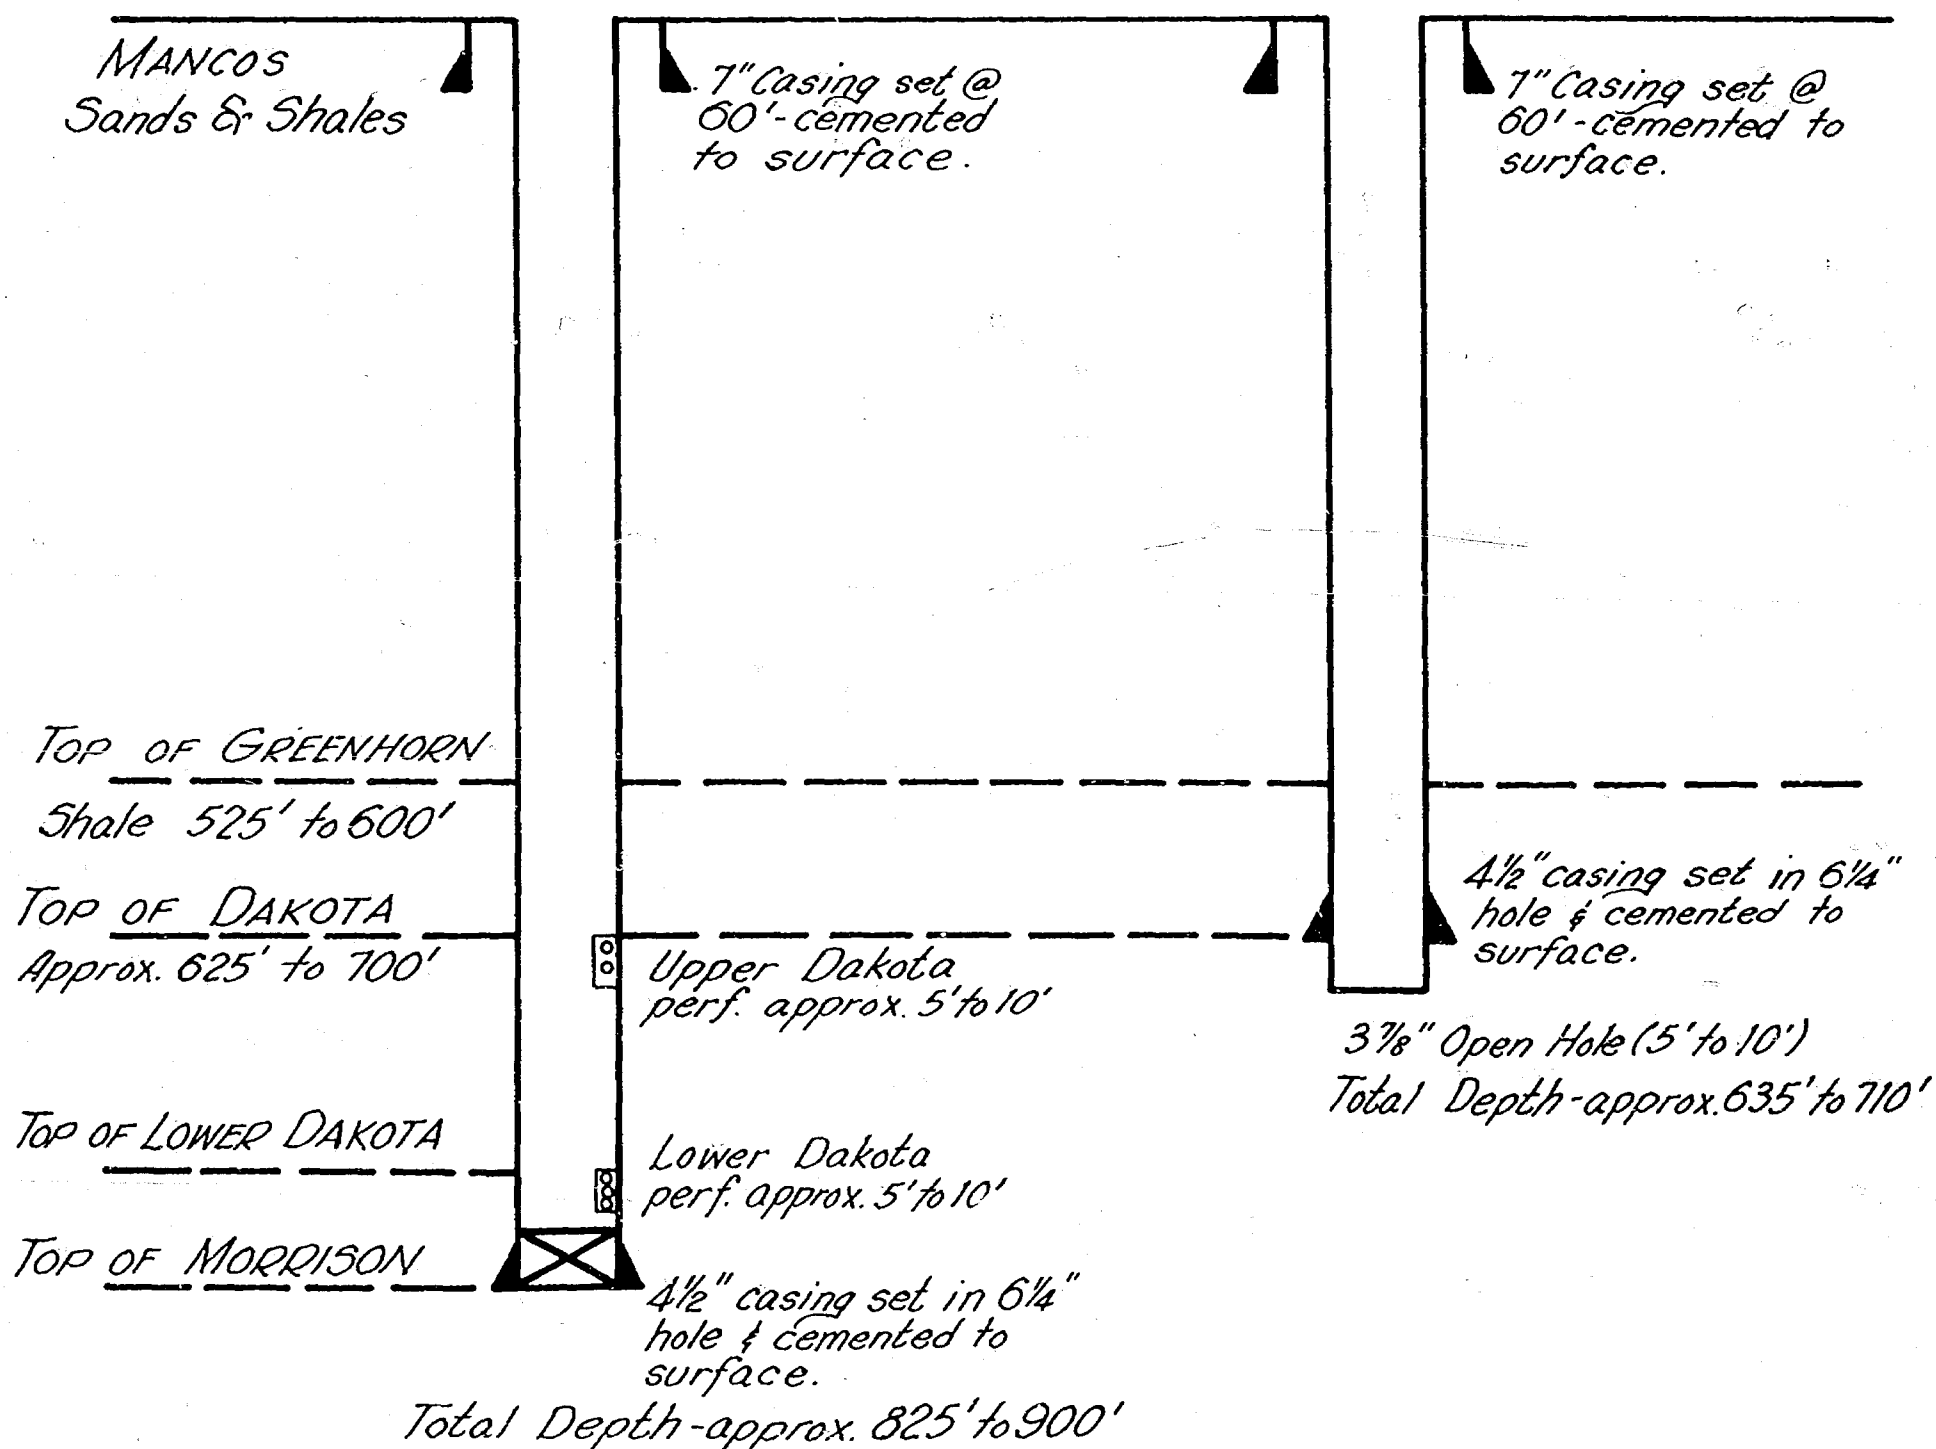 MANCOS
Sands & Shales
7" Casing set @
60'-cemented
to surface.
7" Casing set @
60'-cemented to
surface.
TOP OF GREENHORN
Shale 525' to 600'
TOP OF DAKOTA
Approx. 625' to 700'
Upper Dakota
perf. approx. 5' to 10'
4½" casing set in 6¼"
hole & cemented to
surface.
3⅞" Open Hole (5' to 10')
Total Depth-approx. 635' to 710'
TOP OF LOWER DAKOTA
Lower Dakota
perf. approx. 5' to 10'
TOP OF MORRISON
4½" casing set in 6¼"
hole & cemented to
surface.
Total Depth-approx. 825' to 900'